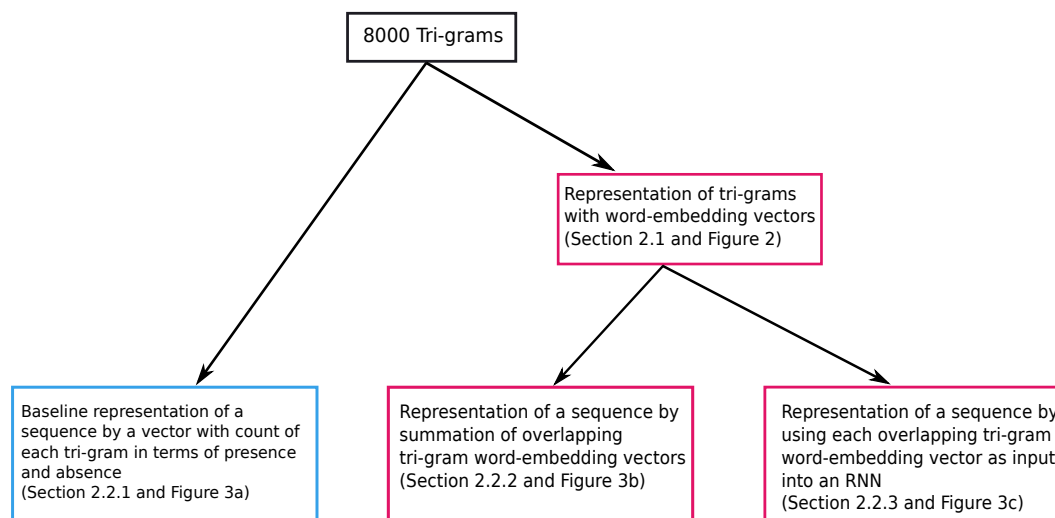 8000 Tri-grams
Representation of tri-grams
with word-embedding vectors
(Section 2.1 and Figure 2)
Baseline representation of a
sequence by a vector with count of
each tri-gram in terms of presence
and absence
(Section 2.2.1 and Figure 3a)
Representation of a sequence by
summation of overlapping
tri-gram word-embedding vectors
(Section 2.2.2 and Figure 3b)
Representation of a sequence by
using each overlapping tri-gram
word-embedding vector as input
into an RNN
(Section 2.2.3 and Figure 3c)